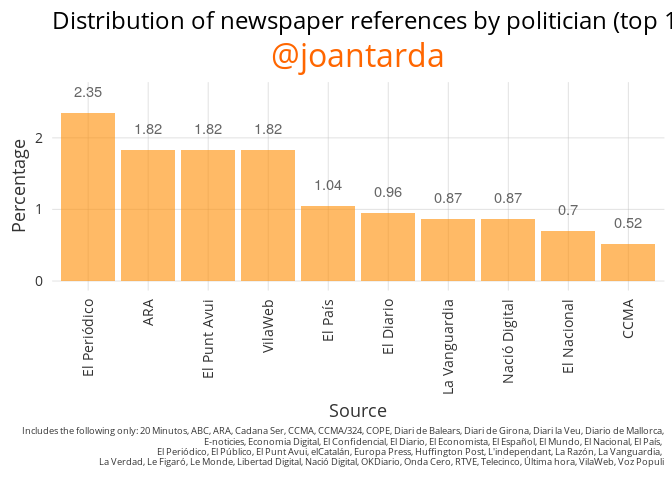 Distribution of newspaper references by politician (top 1
@joantarda
Percentage
2
1
0
2.35
1.82
1.82
1.82
1.04
0.96
0.87
0.87
0.7
0.52
El Periódico
ARA
El Punt Avui
VilaWeb
El País
El Diario
La Vanguardia
Nació Digital
El Nacional
CCMA
Source
Includes the following only: 20 Minutos, ABC, ARA, Cadana Ser, CCMA, CCMA/324, COPE, Diari de Balears, Diari de Girona, Diari la Veu, Diario de Mallorca,
E-noticies, Economia Digital, El Confidencial, El Diario, El Economista, El Español, El Mundo, El Nacional, El País,
El Periódico, El Público, El Punt Avui, elCatalán, Europa Press, Huffington Post, L'independant, La Razón, La Vanguardia,
La Verdad, Le Figaró, Le Monde, Libertad Digital, Nació Digital, OKDiario, Onda Cero, RTVE, Telecinco, Última hora, VilaWeb, Voz Populi